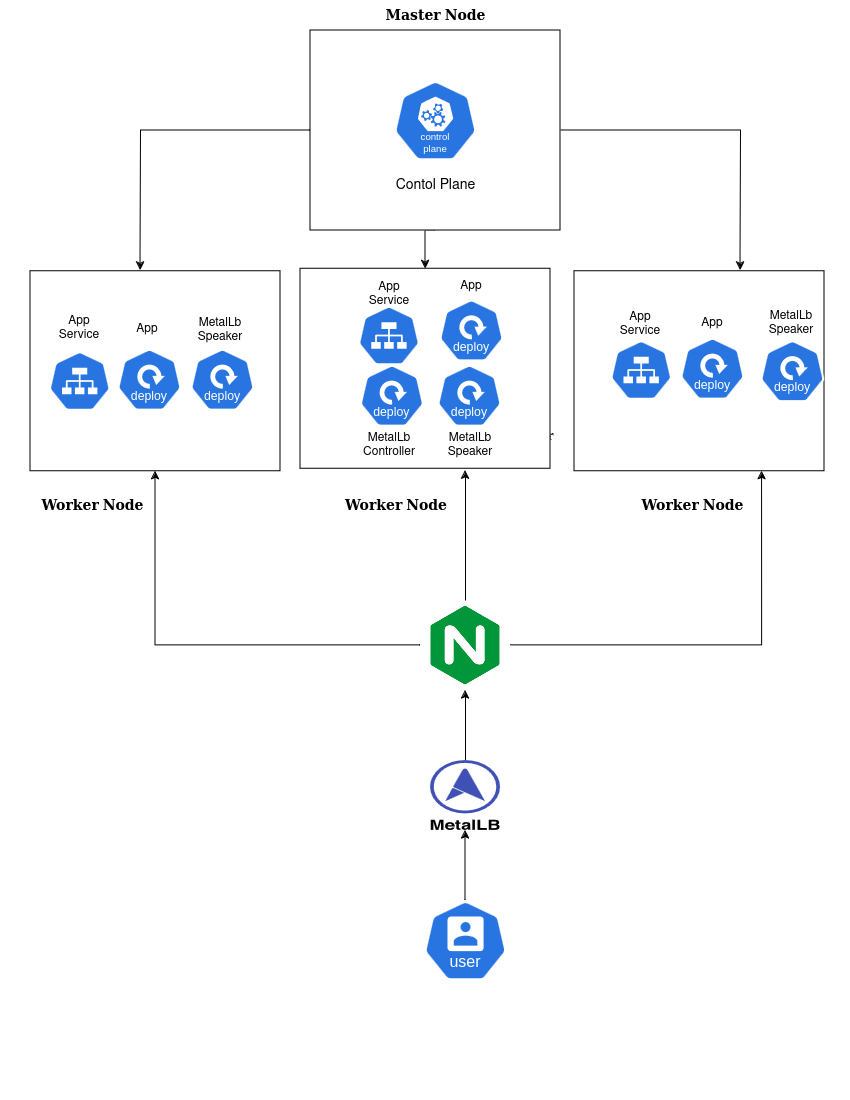 Master Node
control
plane
Contol Plane
App
Service
App
MetalLb
Speaker
deploy
deploy
App
Service
App
deploy
deploy
deploy
MetalLb
Controller
MetalLb
Speaker
App
Service
App
MetalLb
Speaker
deploy
deploy
r
Worker Node
Worker Node
Worker Node
N
MetalLB
user